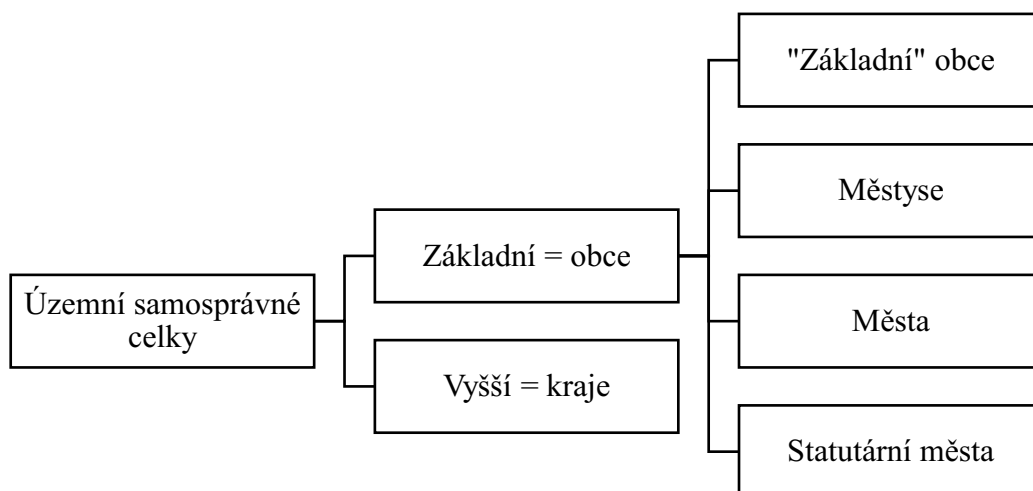 Územní samosprávné
celky
Základní = obce
Vyšší = kraje
"Základní" obce
Městyse
Města
Statutární města